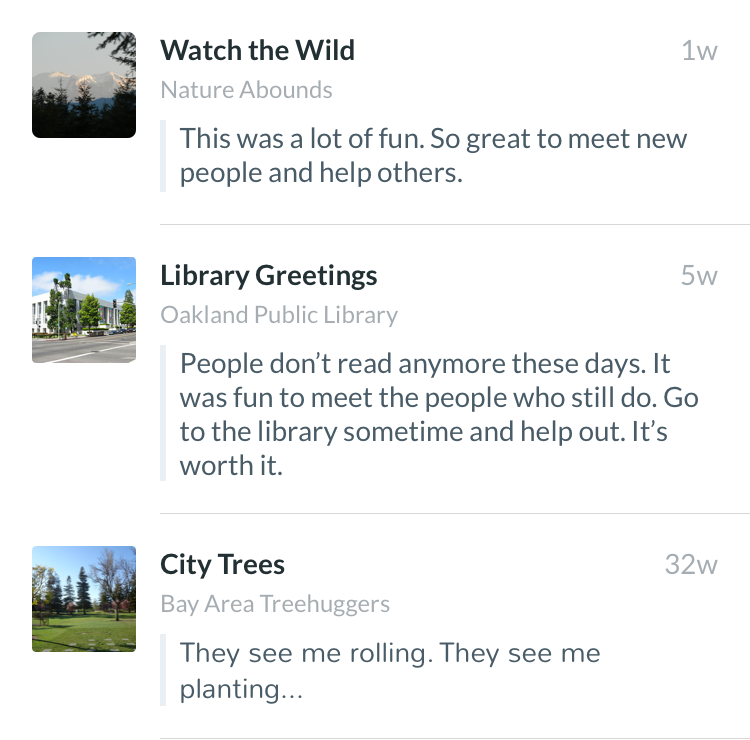 Watch the Wild 1w
Nature Abounds
This was a lot of fun. So great to meet new
people and help others.
Library Greetings 5w
Oakland Public Library
People don’t read anymore these days. It
was fun to meet the people who still do. Go
to the library sometime and help out. It’s
worth it.
City Trees 32w
Bay Area Treehuggers
They see me rolling. They see me
planting...